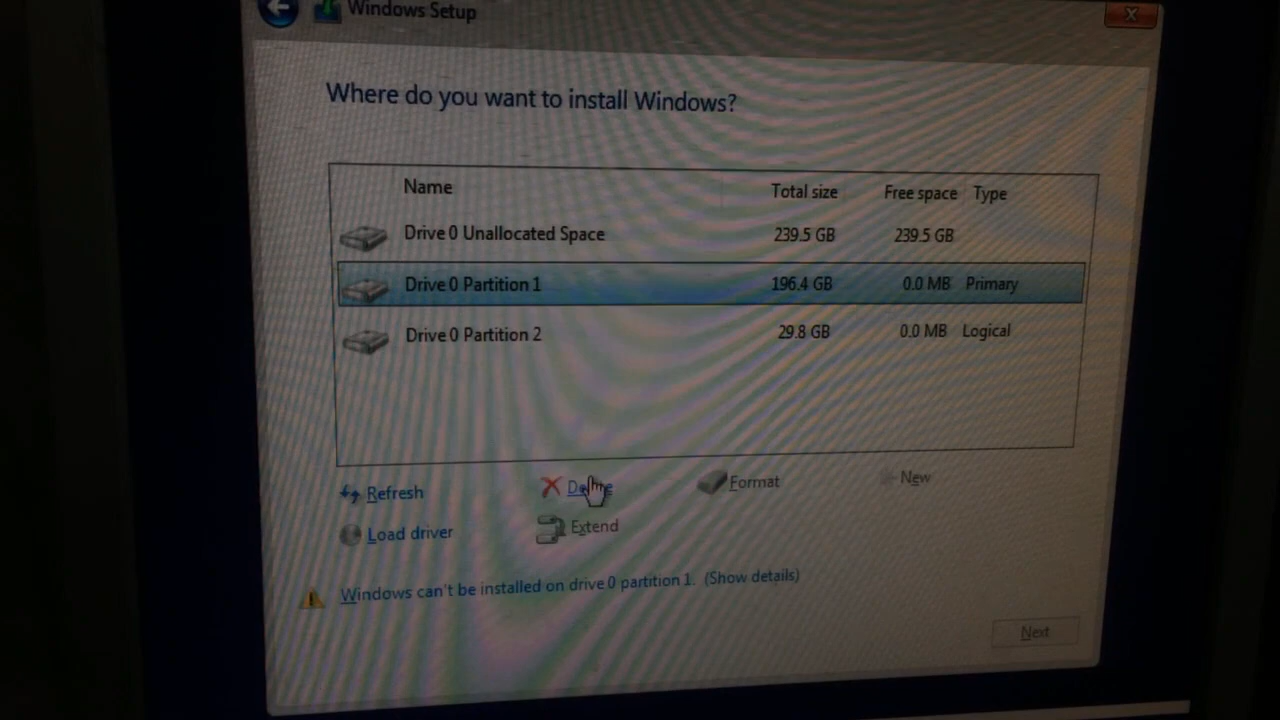 Windows Setup
Where do you want to install Windows?
Name Total size Free space Type
Drive 0 Unallocated Space 239.5 GB 239.5 GB
Drive 0 Partition 1 196.4 GB 0.0 MB Primary
Drive 0 Partition 2 29.8 GB 0.0 MB Logical
Refresh Delete Format New
Load driver Extend
Windows can't be installed on drive 0 partition 1. (Show details)
Next